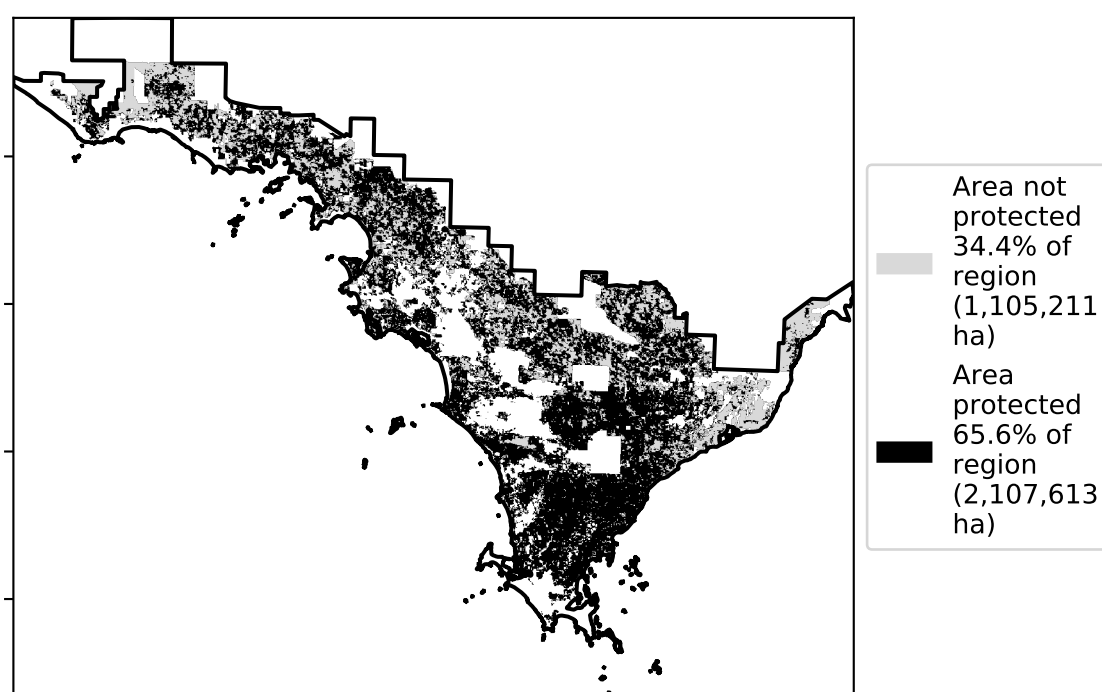 Area not
protected
34.4% of
region
(1,105,211
ha)
Area
protected
65.6% of
region
(2,107,613
ha)